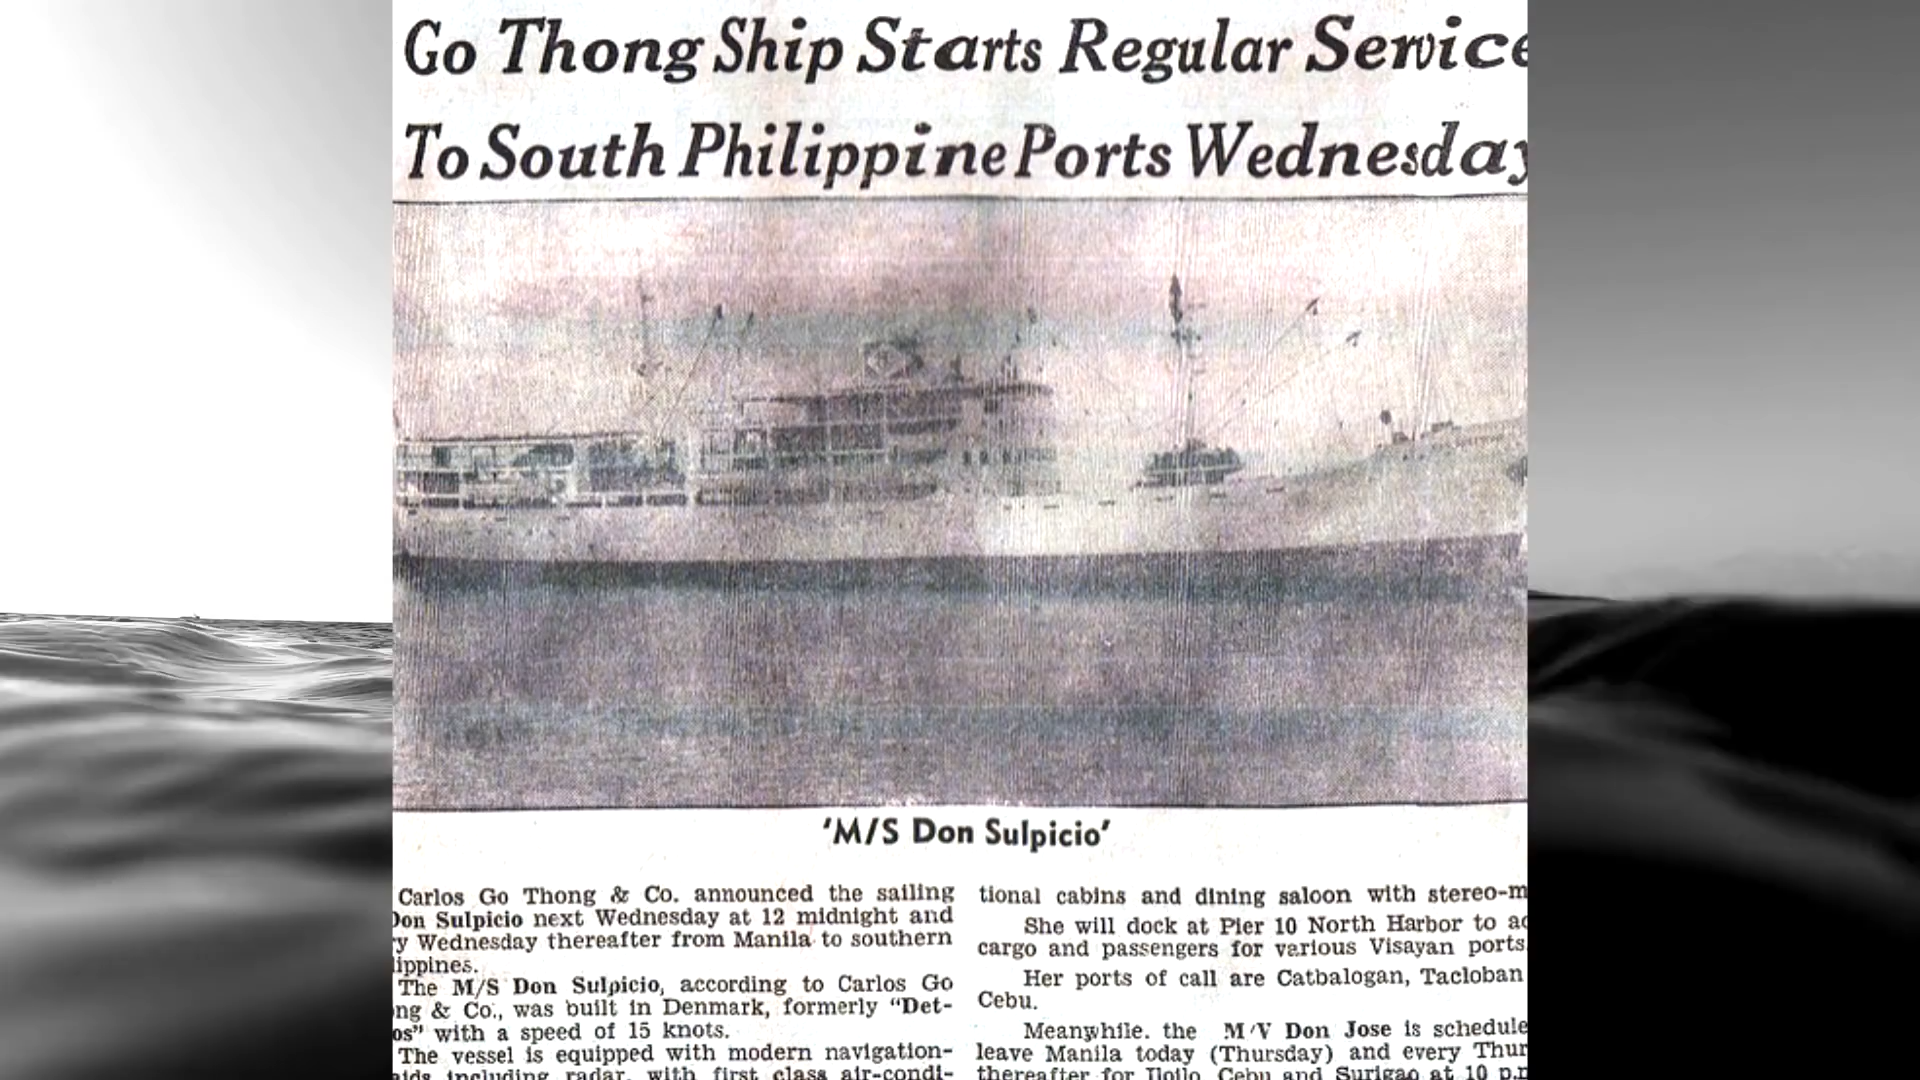 Go Thong Ship Starts Regular Service
To South Philippine Ports Wednesday
'M/S Don Sulpicio'
Carlos Go Thong & Co. announced the sailing
Don Sulpicio next Wednesday at 12 midnight and
ry Wednesday thereafter from Manila to southern
lippines.
The M/S Don Sulpicio, according to Carlos Go
ng & Co., was built in Denmark, formerly "Det-
os" with a speed of 15 knots.
The vessel is equipped with modern navigation-
aids including radar, with first class air-condi-
tional cabins and dining saloon with stereo-m
She will dock at Pier 10 North Harbor to ac
cargo and passengers for various Visayan ports.
Her ports of call are Catbalogan, Tacloban
Cebu.
Meanwhile. the M/V Don Jose is schedule
leave Manila today (Thursday) and every Thur
thereafter for Iloilo, Cebu and Surigao at 10 p.m